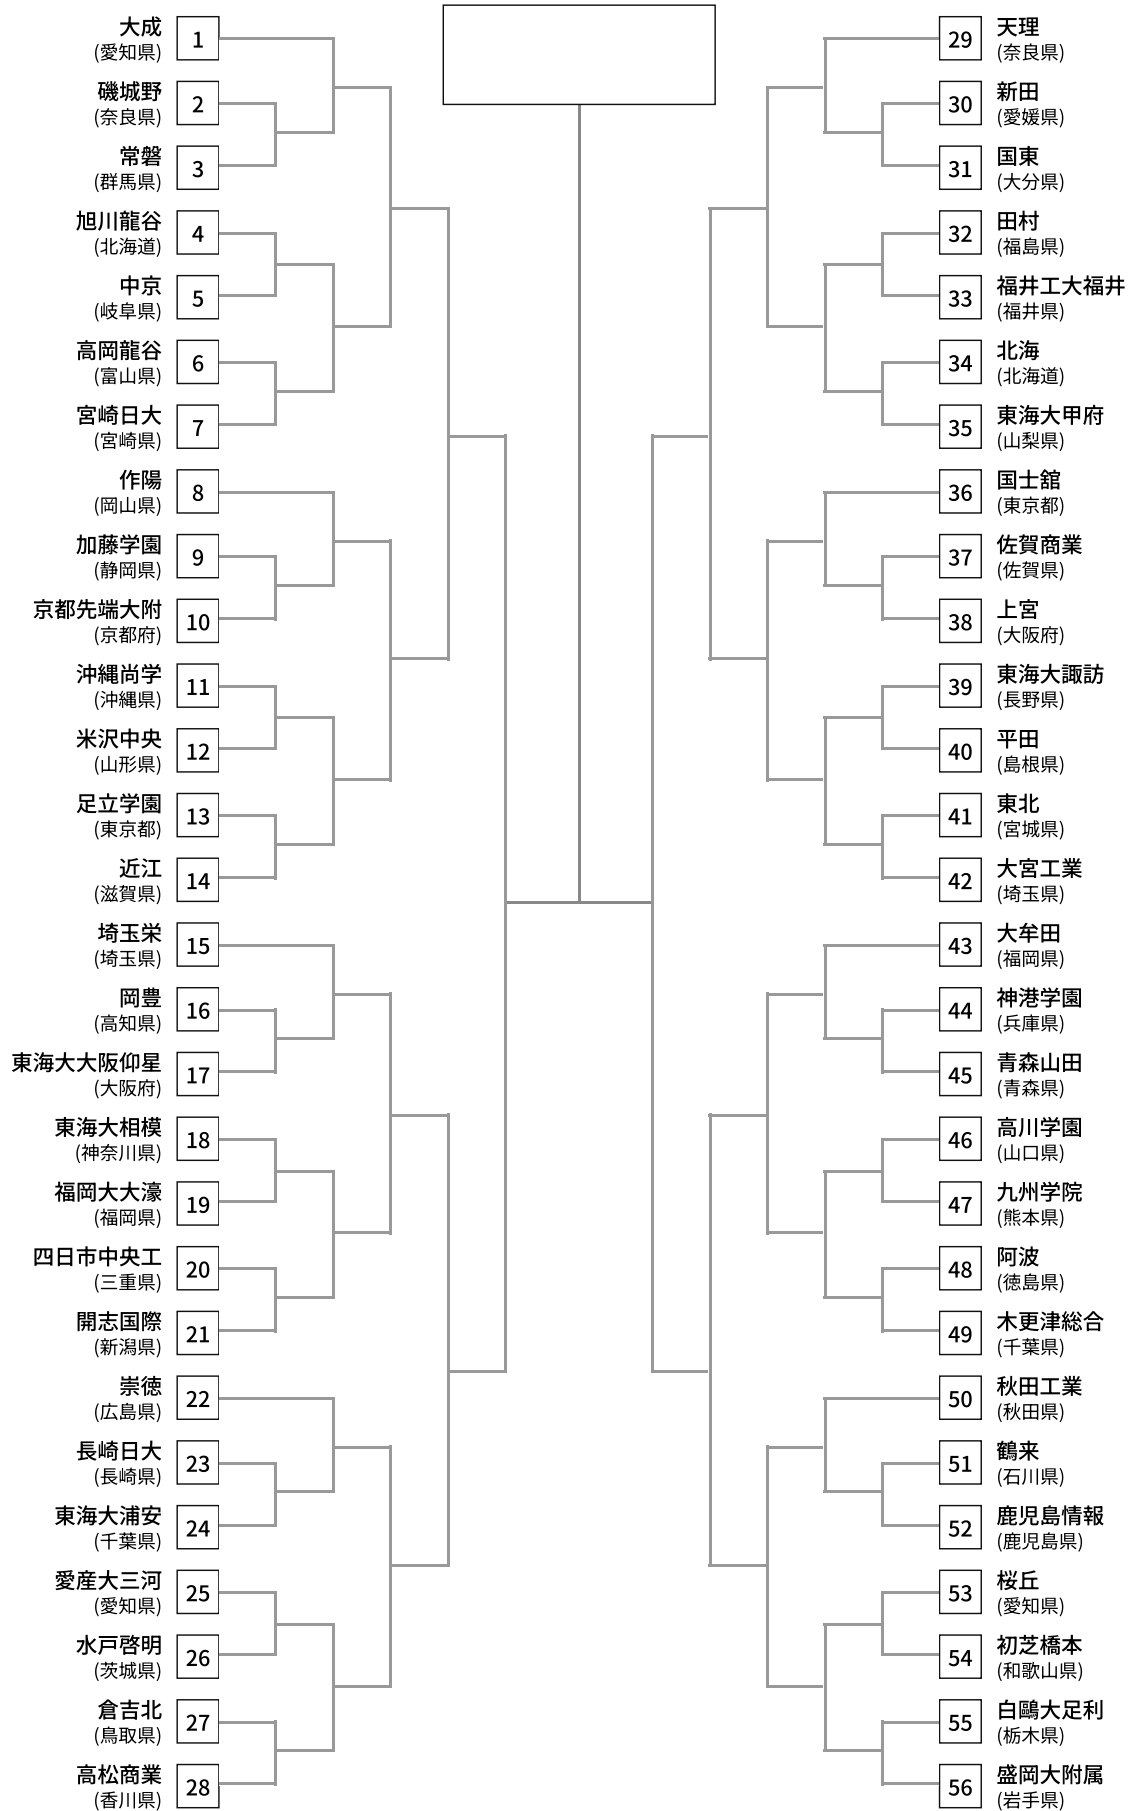 大成
(愛知県)
1
磯城野
(奈良県)
2
常磐
(群馬県)
3
旭川龍谷
(北海道)
4
中京
(岐阜県)
5
高岡龍谷
(富山県)
6
宮崎日大
(宮崎県)
7
作陽
(岡山県)
8
加藤学園
(静岡県)
9
京都先端大附
(京都府)
10
沖縄尚学
(沖縄県)
11
米沢中央
(山形県)
12
足立学園
(東京都)
13
近江
(滋賀県)
14
埼玉栄
(埼玉県)
15
岡豊
(高知県)
16
東海大大阪仰星
(大阪府)
17
東海大相模
(神奈川県)
18
福岡大大濠
(福岡県)
19
四日市中央工
(三重県)
20
開志国際
(新潟県)
21
崇徳
(広島県)
22
長崎日大
(長崎県)
23
東海大浦安
(千葉県)
24
愛産大三河
(愛知県)
25
水戸啓明
(茨城県)
26
倉吉北
(鳥取県)
27
高松商業
(香川県)
28
29
天理
(奈良県)
30
新田
(愛媛県)
31
国東
(大分県)
32
田村
(福島県)
33
福井工大福井
(福井県)
34
北海
(北海道)
35
東海大甲府
(山梨県)
36
国士舘
(東京都)
37
佐賀商業
(佐賀県)
38
上宮
(大阪府)
39
東海大諏訪
(長野県)
40
平田
(島根県)
41
東北
(宮城県)
42
大宮工業
(埼玉県)
43
大牟田
(福岡県)
44
神港学園
(兵庫県)
45
青森山田
(青森県)
46
高川学園
(山口県)
47
九州学院
(熊本県)
48
阿波
(徳島県)
49
木更津総合
(千葉県)
50
秋田工業
(秋田県)
51
鶴来
(石川県)
52
鹿児島情報
(鹿児島県)
53
桜丘
(愛知県)
54
初芝橋本
(和歌山県)
55
白鷗大足利
(栃木県)
56
盛岡大附属
(岩手県)